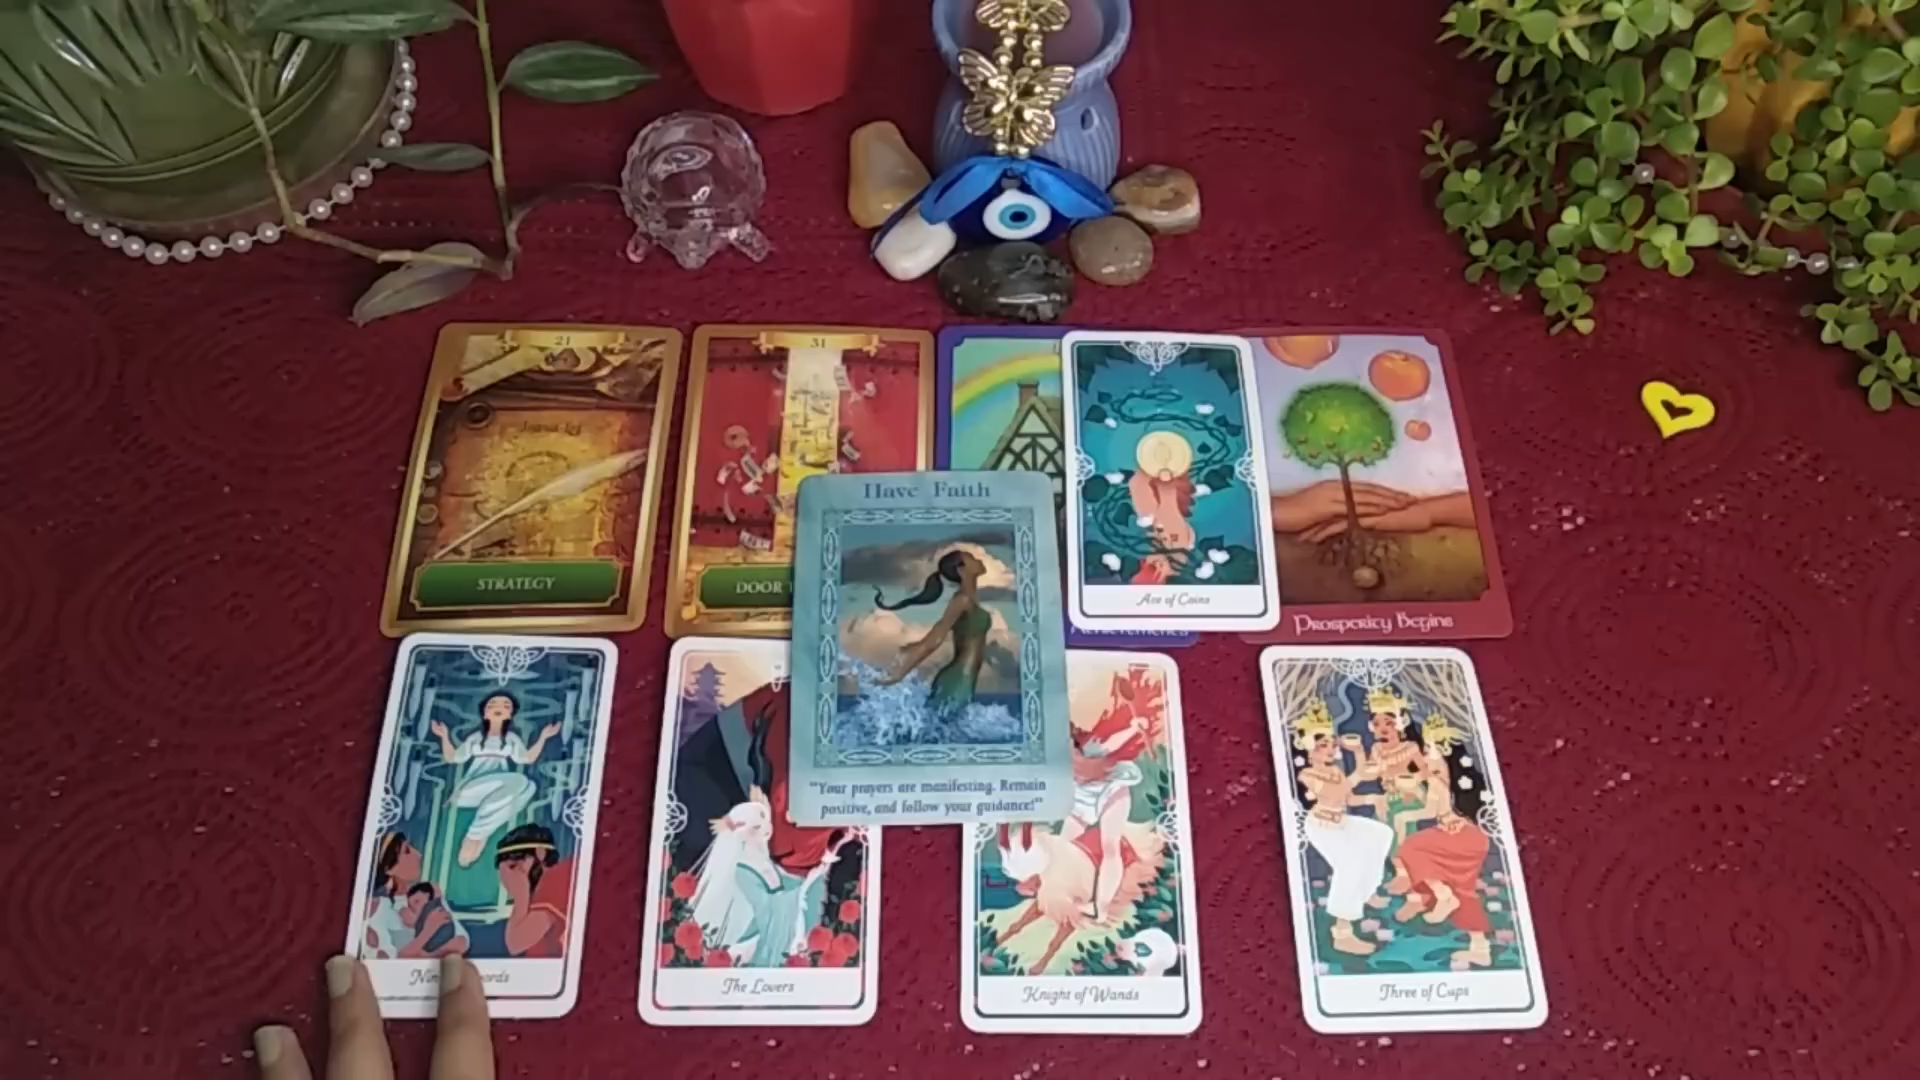 21
31
Have Faith
STRATEGY
DOOR
Ace of Coins
Prosperity Begins
"Your prayers are manifesting. Remain
positive, and follow your guidance!"
The Lovers
Knight of Wands
Three of Cups